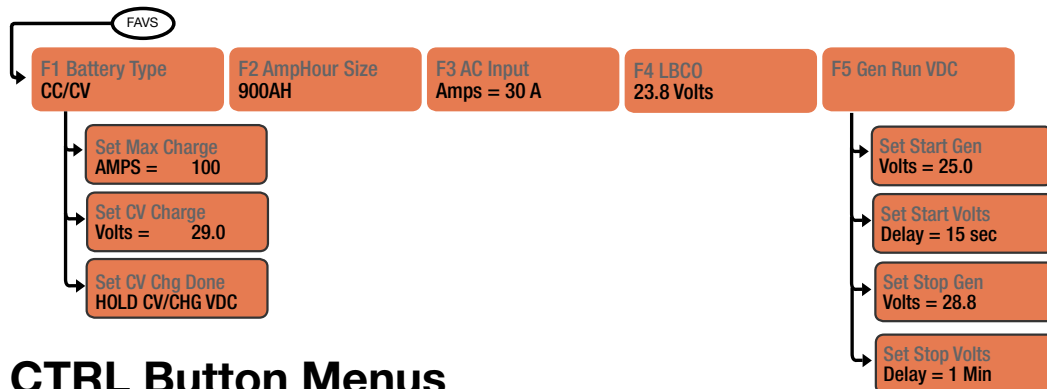 FAVS
F1 Battery Type
CC/CV
F2 AmpHour Size
900AH
F3 AC Input
Amps = 30 A
F4 LBCO
23.8 Volts
F5 Gen Run VDC
Set Max Charge
AMPS = 100
Set CV Charge
Volts = 29.0
Set CV Chg Done
HOLD CV/CHG VDC
Set Start Gen
Volts = 25.0
Set Start Volts
Delay = 15 sec
Set Stop Gen
Volts = 28.8
Set Stop Volts
Delay = 1 Min
CTRL Button Menus